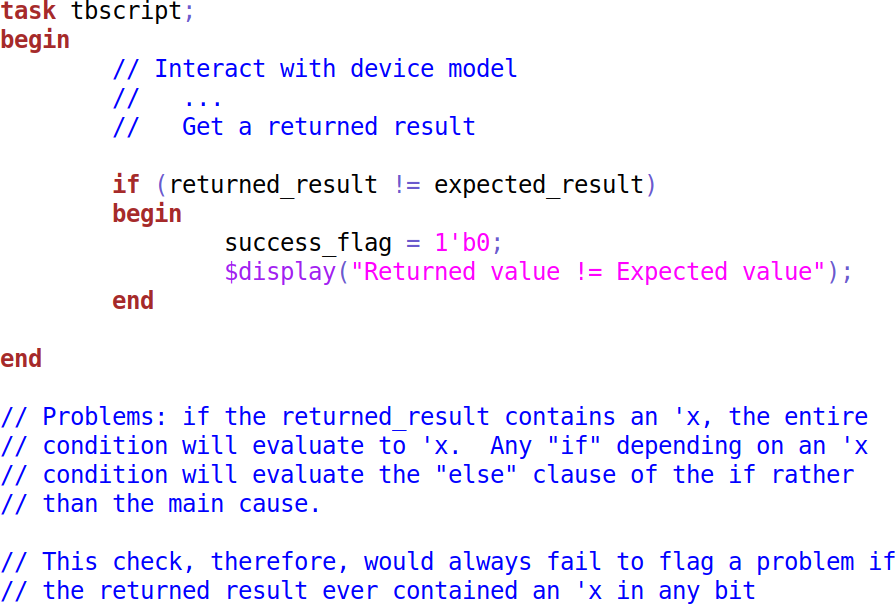 task tbscript;
begin
// Interact with device model
// ...
// Get a returned result
if (returned_result != expected_result)
begin
success_flag = 1'b0;
$display("Returned value != Expected value");
end
end
// Problems: if the returned_result contains an 'x, the entire
// condition will evaluate to 'x.  Any "if" depending on an 'x
// condition will evaluate the "else" clause of the if rather
// than the main cause.
// This check, therefore, would always fail to flag a problem if
// the returned result ever contained an 'x in any bit